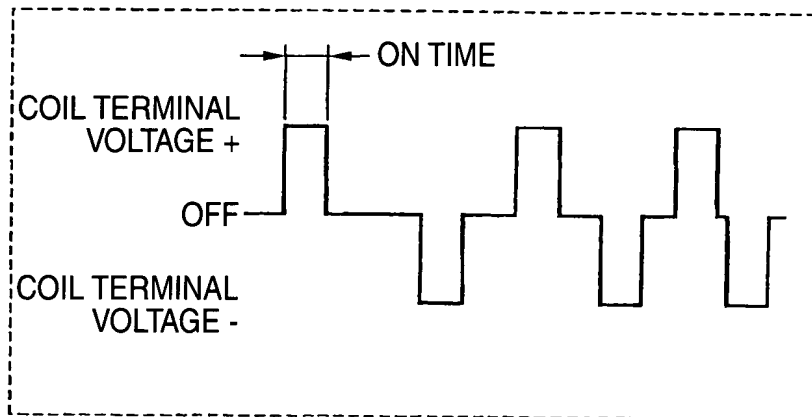 ON TIME
COIL TERMINAL
VOLTAGE +
OFF
COIL TERMINAL
VOLTAGE -